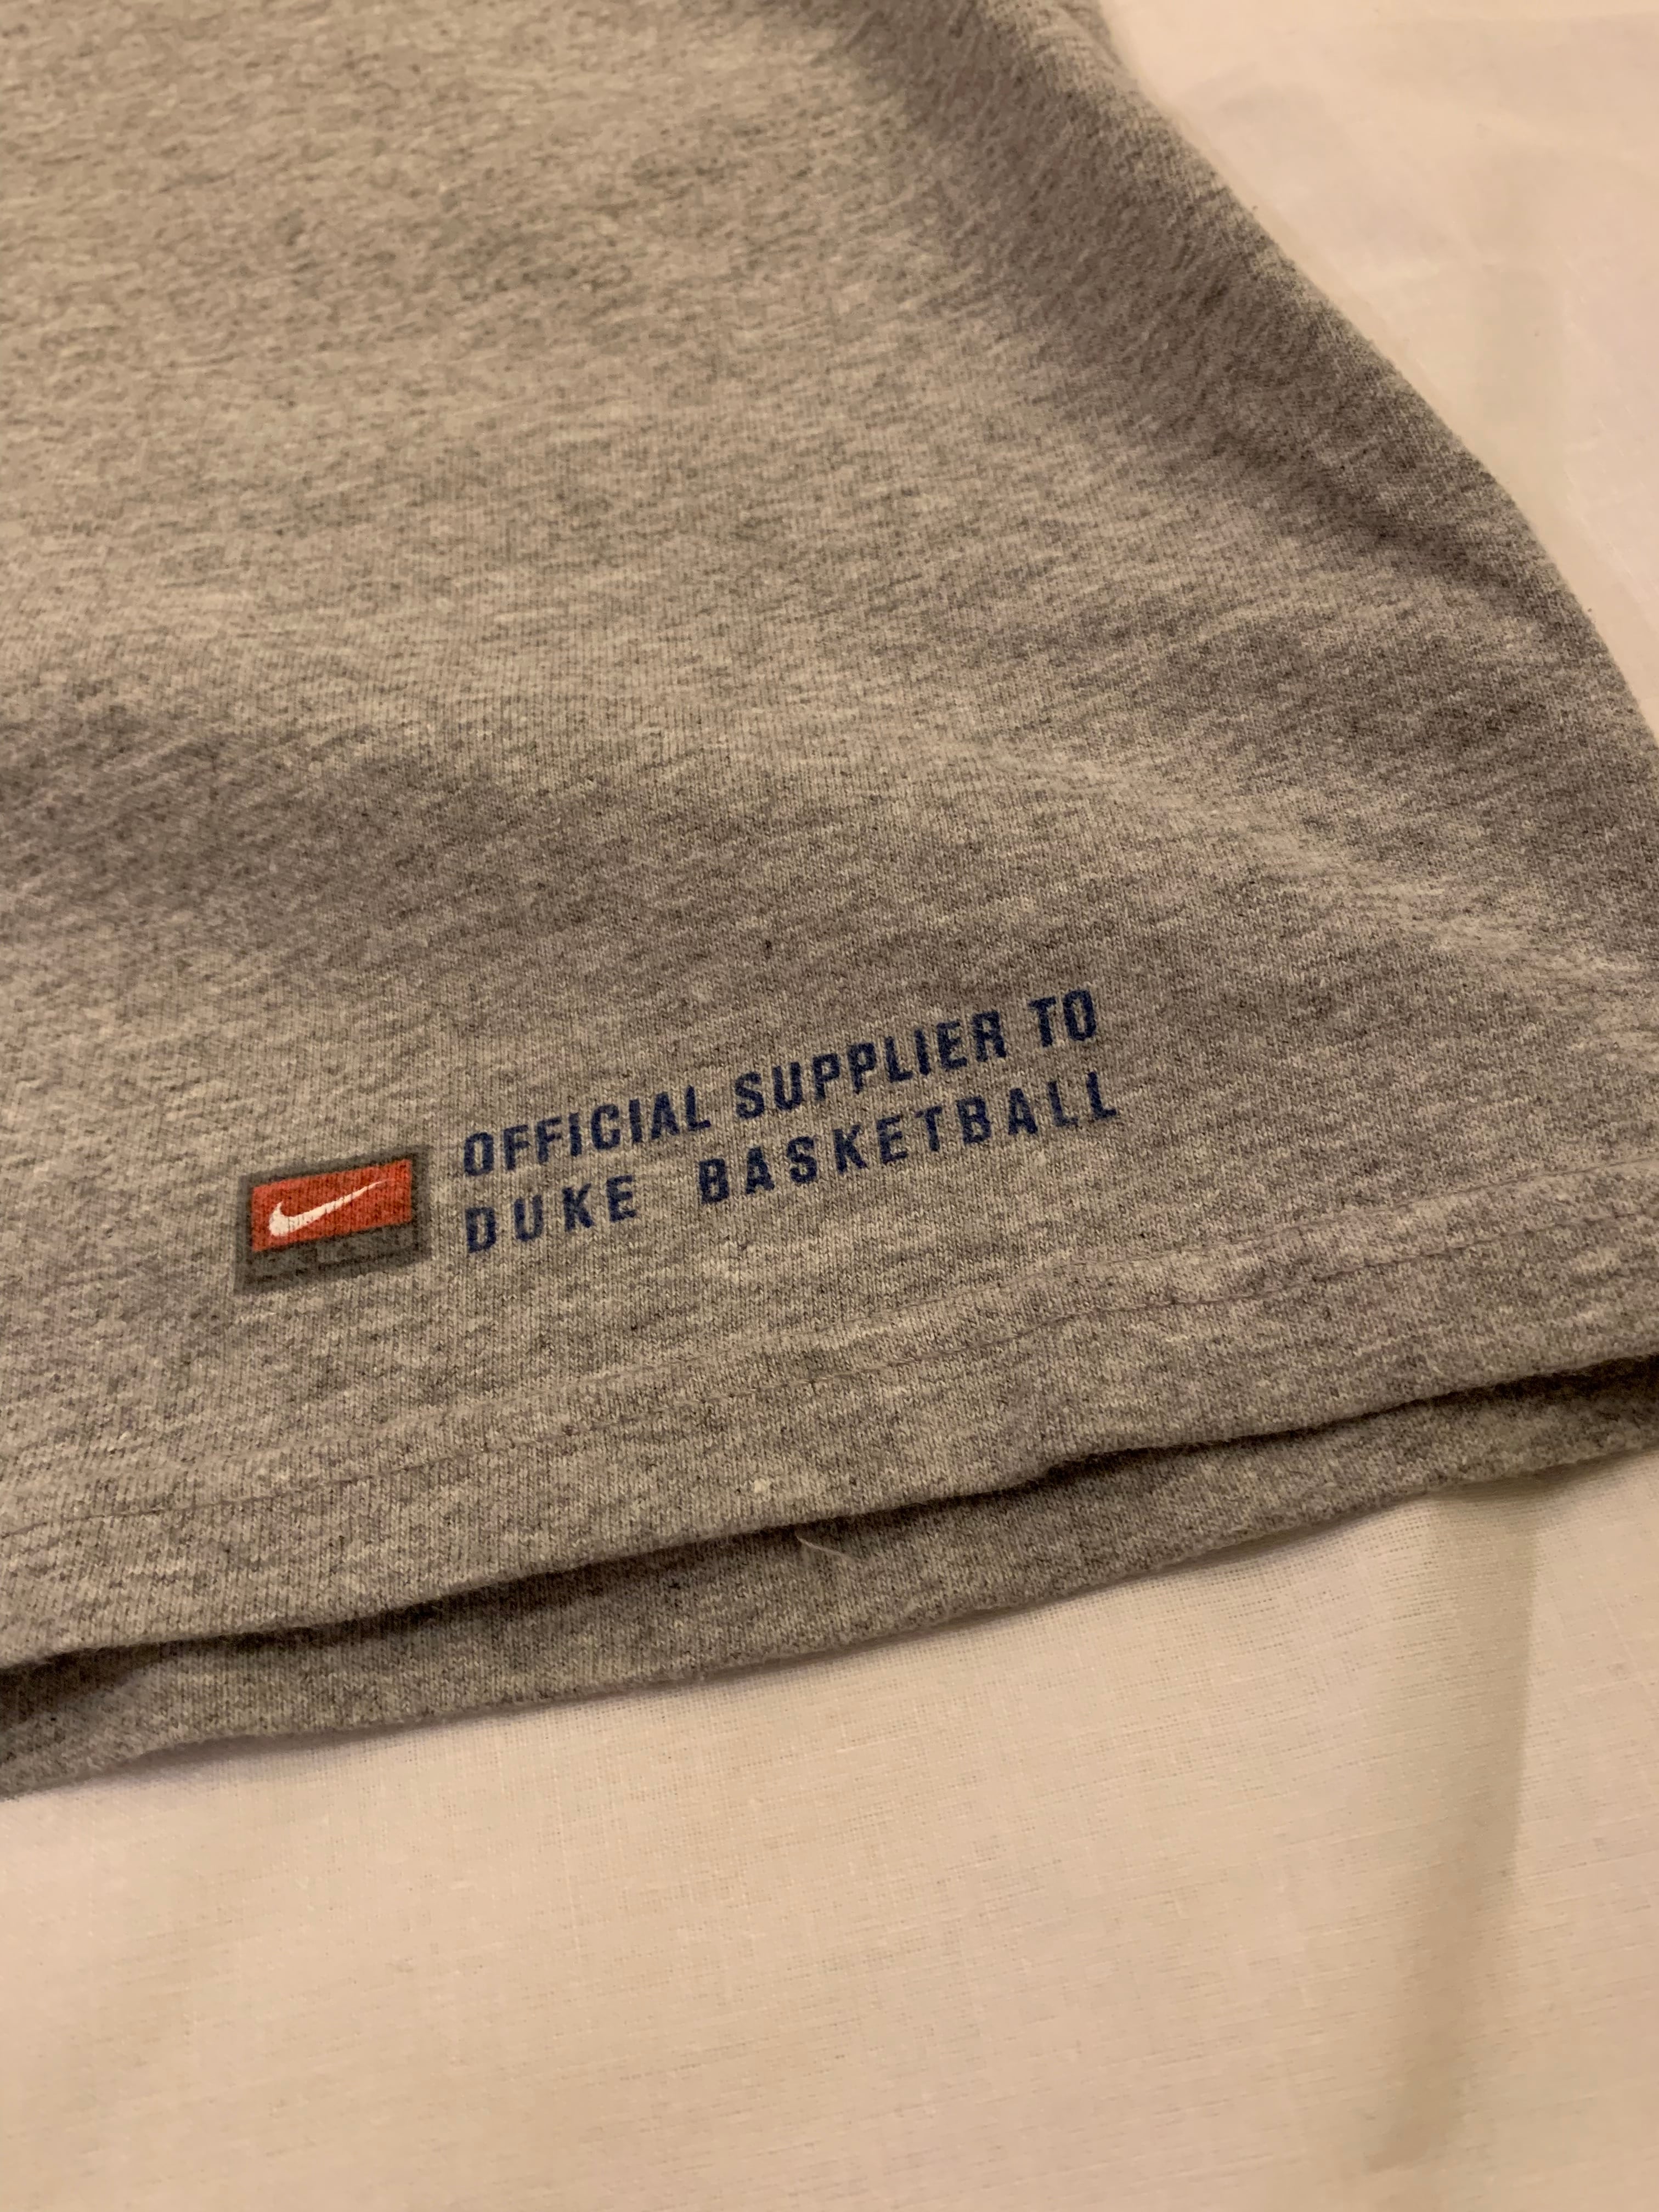 OFFICIAL SUPPLIER TO
DUKE BASKETBALL